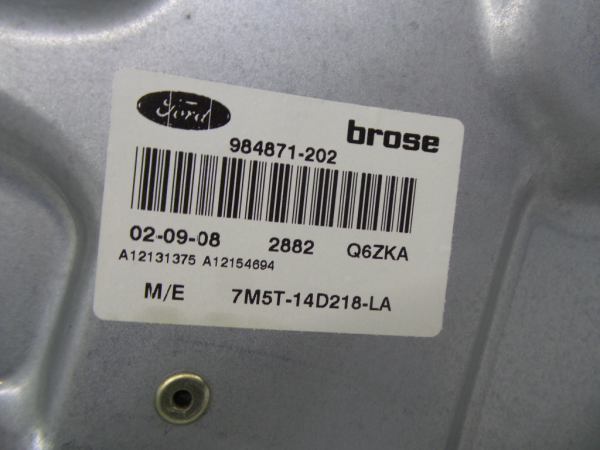 Ford brose
984871-202
02-09-08 2882 Q6ZKA
A12131375 A12154694
M/E 7M5T-14D218-LA